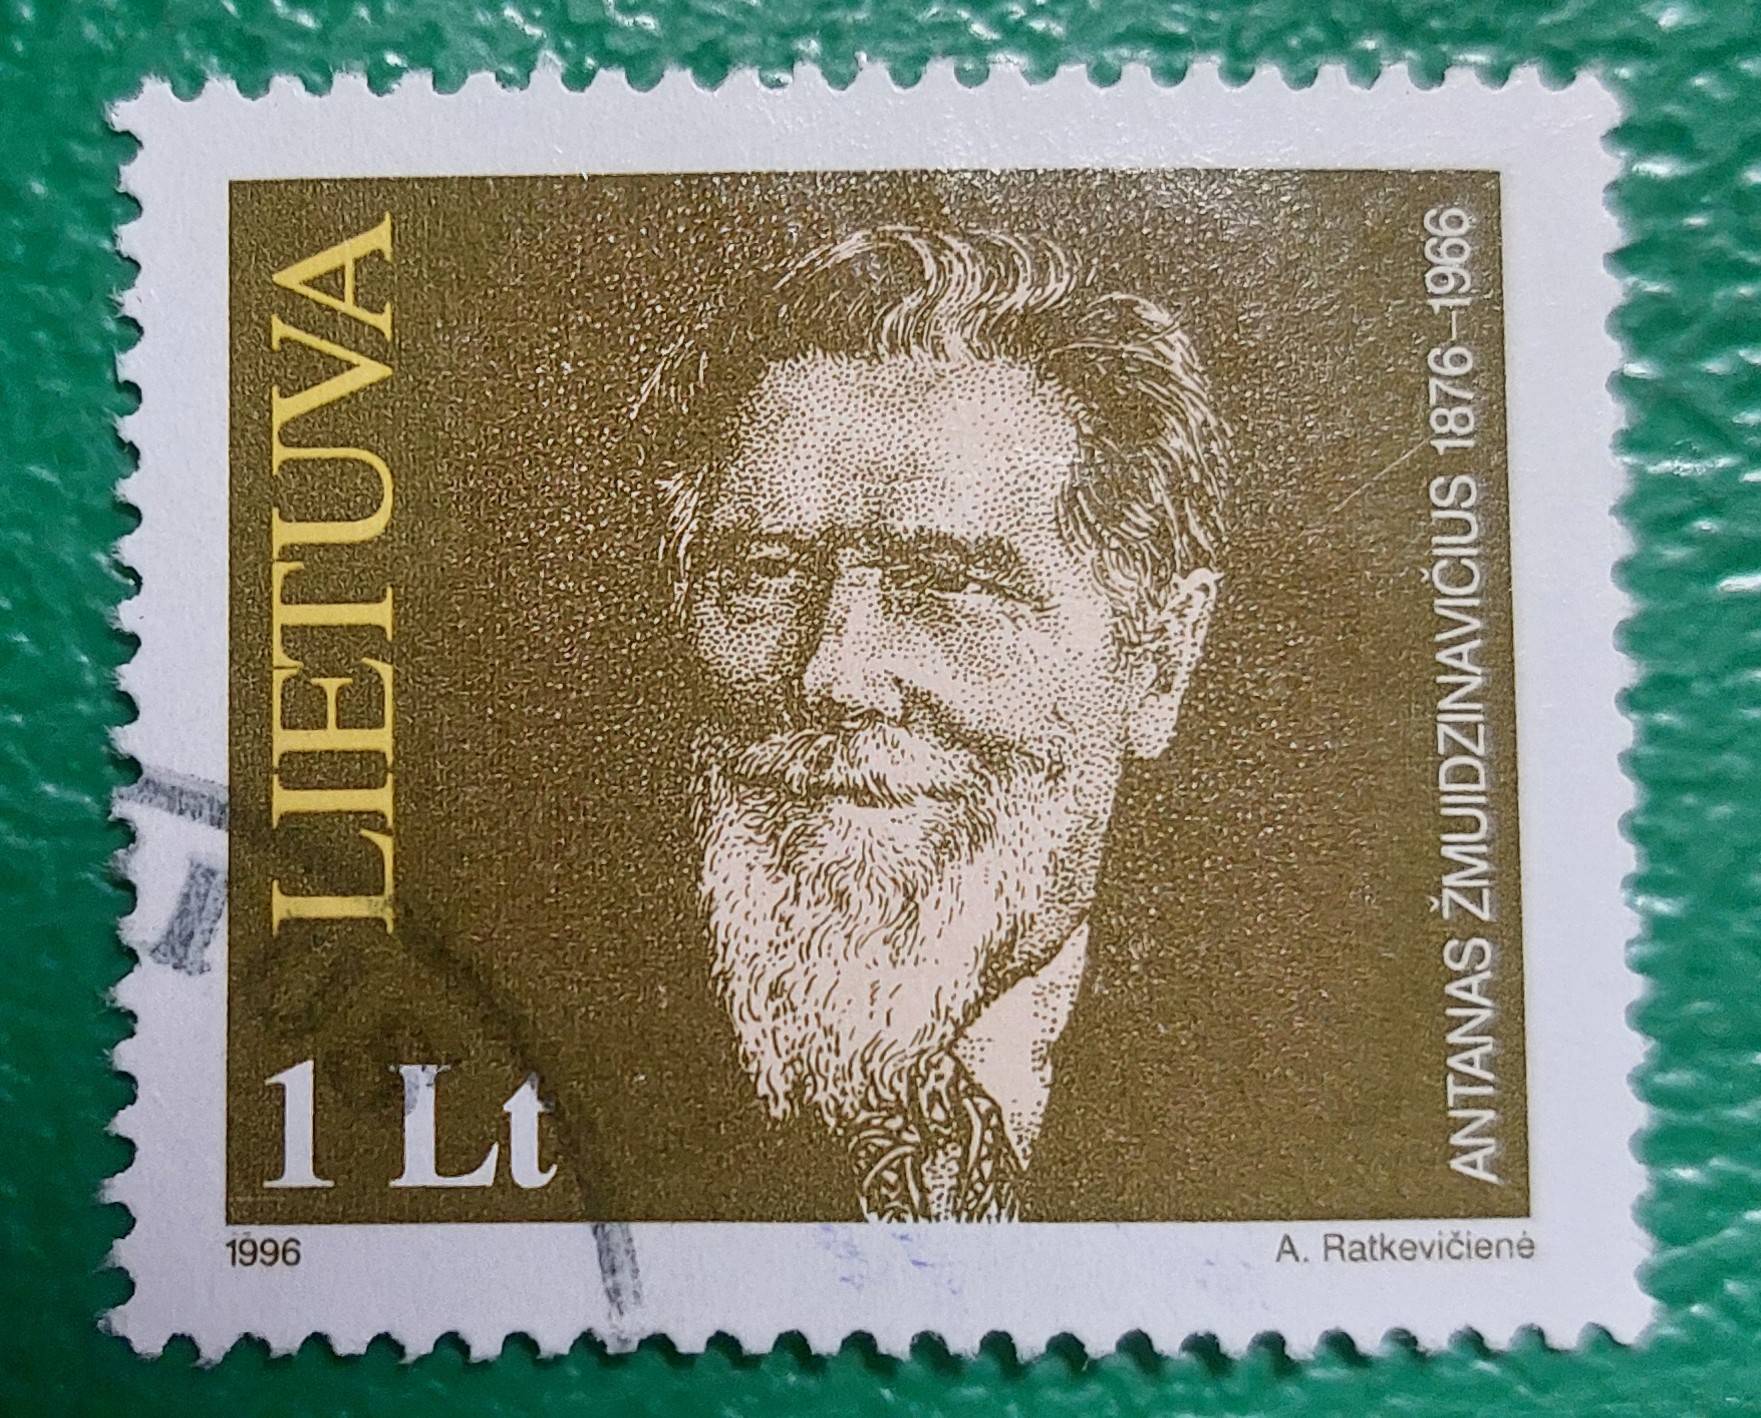 LIETUVA
1 Lt
ANTANAS ŽMUIDZINAVIČIUS 1876–1966
1996
A. Ratkevičienė